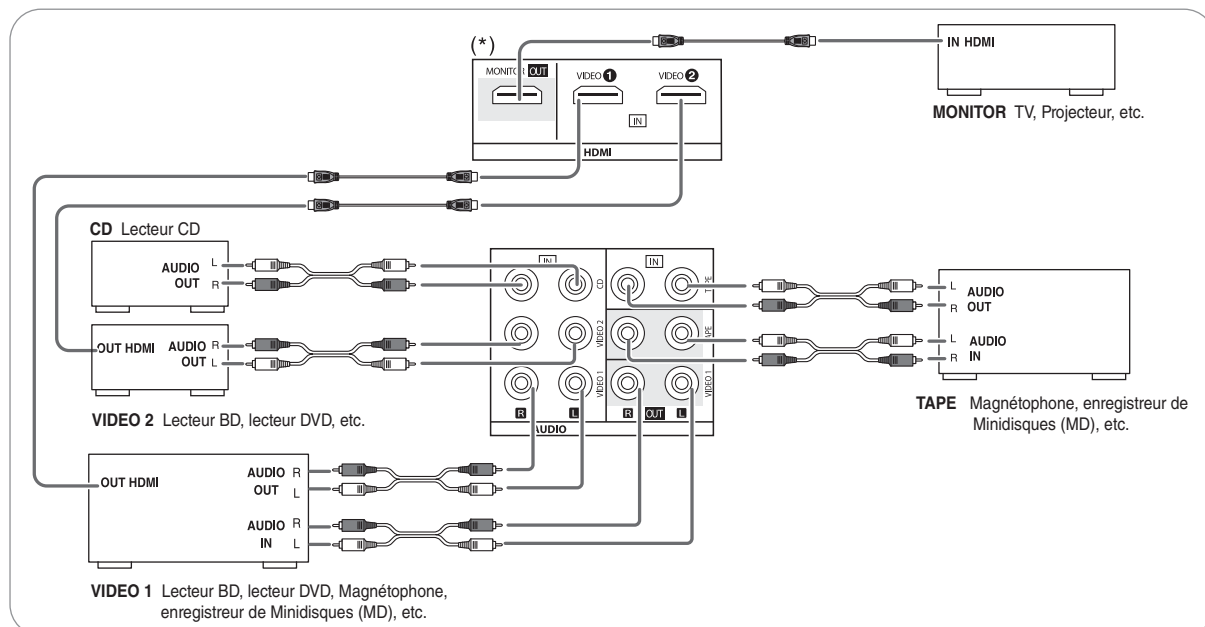 (*)
MONITOR OUT
VIDEO 1
VIDEO 2
IN
HDMI
IN HDMI
MONITOR TV, Projecteur, etc.
CD Lecteur CD
AUDIO OUT
L
R
OUT HDMI
AUDIO OUT
R
L
VIDEO 2 Lecteur BD, lecteur DVD, etc.
IN
CD
VIDEO 2
VIDEO 1
R
L
AUDIO
IN
TAPE
TAPE
VIDEO 1
R OUT L
L
R
AUDIO OUT
L
R
AUDIO IN
TAPE Magnétophone, enregistreur de
Minidisques (MD), etc.
OUT HDMI
AUDIO OUT
R
L
AUDIO IN
R
L
VIDEO 1 Lecteur BD, lecteur DVD, Magnétophone,
enregistreur de Minidisques (MD), etc.